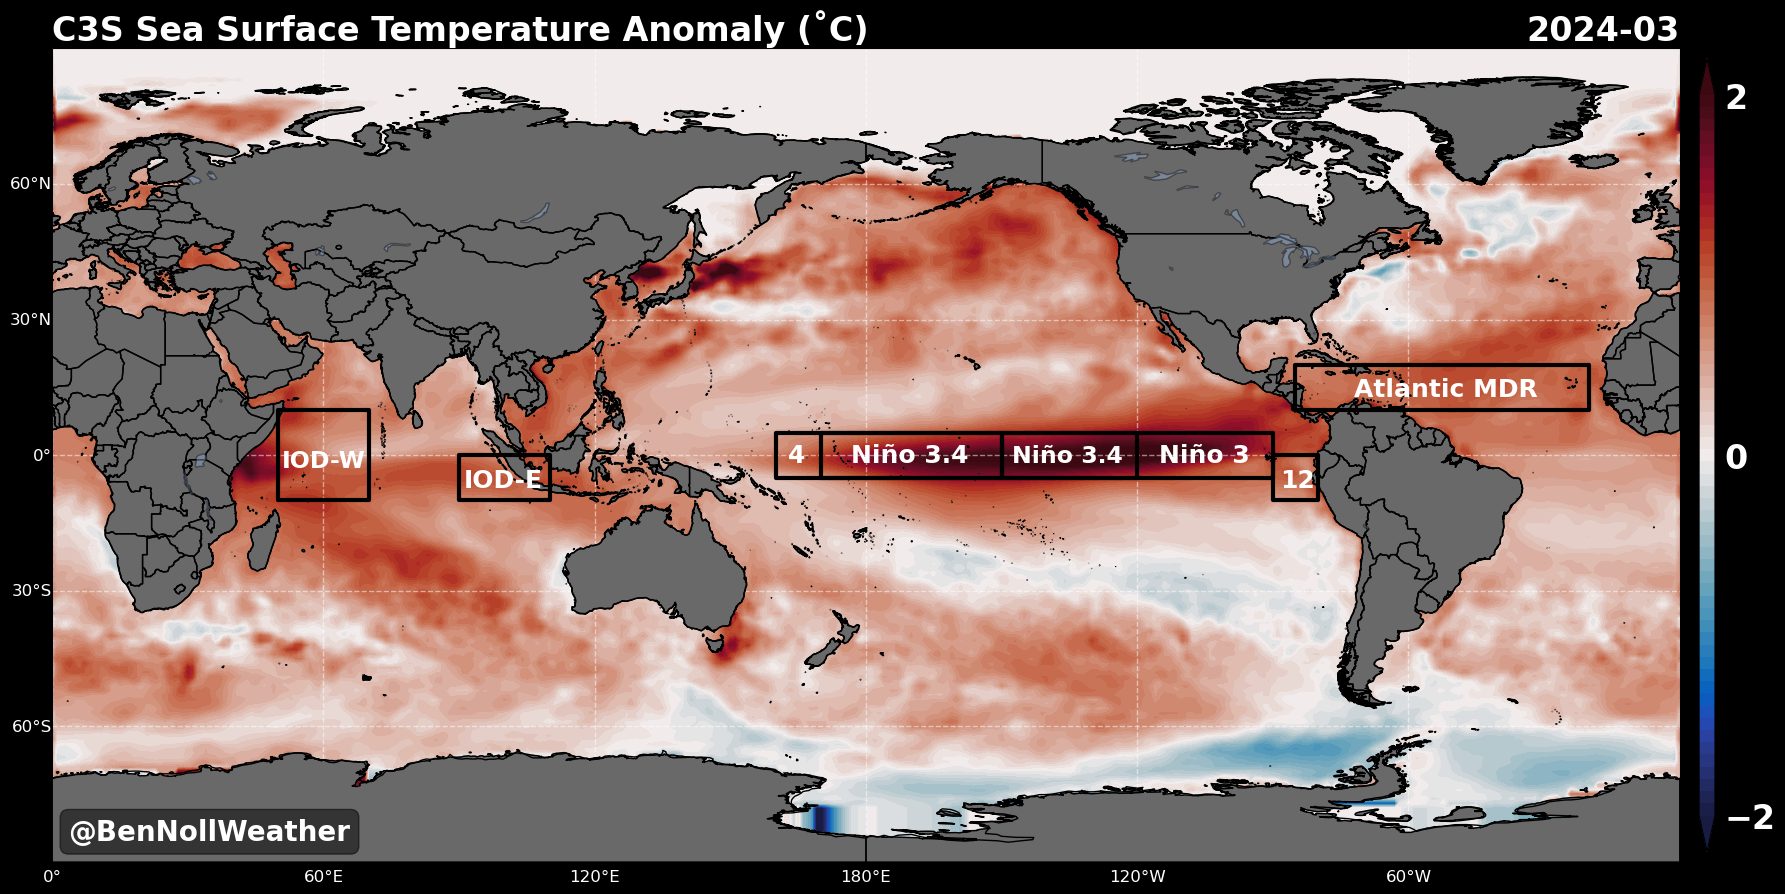 C3S Sea Surface Temperature Anomaly (˚C)
2024-03
2
0
−2
60°N
30°N
0°
30°S
60°S
IOD-W
IOD-E
4
Niño 3.4
Niño 3.4
Niño 3
12
Atlantic MDR
@BenNollWeather
0°
60°E
120°E
180°E
120°W
60°W